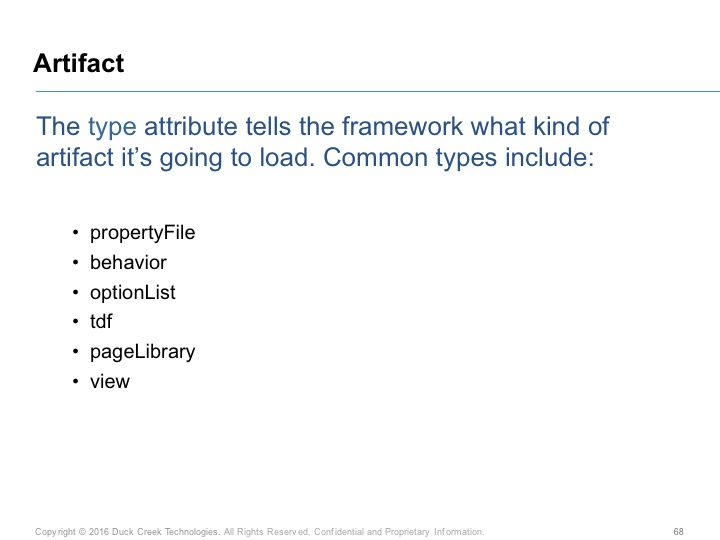 Artifact
The type attribute tells the framework what kind of
artifact it’s going to load. Common types include:
• propertyFile
• behavior
• optionList
• tdf
• pageLibrary
• view
Copyright © 2016 Duck Creek Technologies. All Rights Reserved. Confidential and Proprietary Information.
68